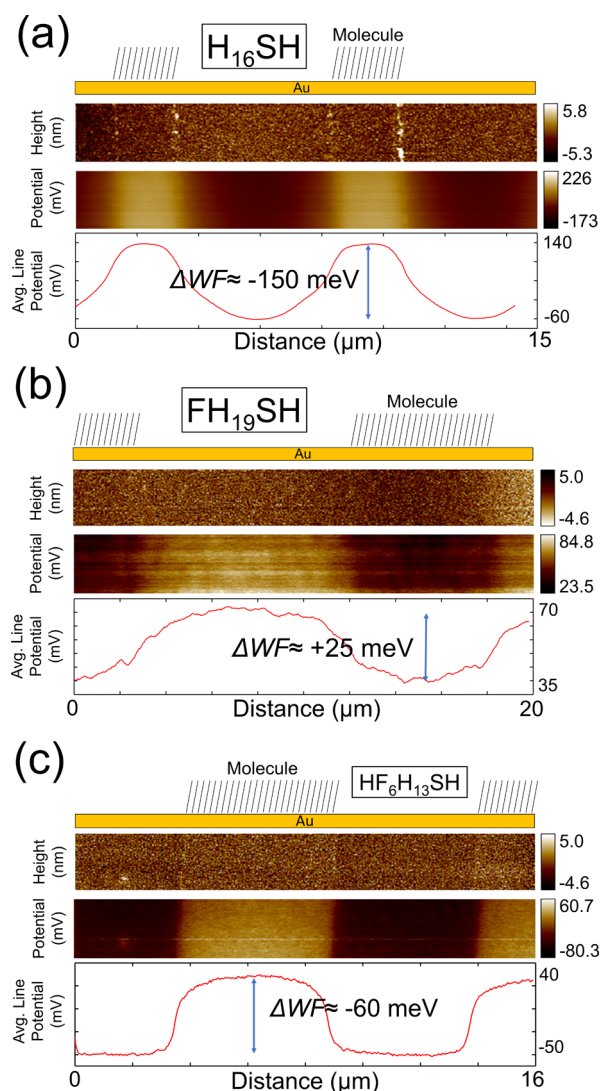 (a)
H16SH
Molecule
Au
Height
(nm)
5.8
-5.3
Potential
(mV)
226
-173
Avg. Line
Potential
(mV)
140
-60
ΔWF≈ -150 meV
0
Distance (μm)
15
(b)
FH19SH
Molecule
Au
Height
(nm)
5.0
-4.6
Potential
(mV)
84.8
23.5
Avg. Line
Potential
(mV)
70
35
ΔWF≈ +25 meV
0
Distance (μm)
20
(c)
Molecule
HF6H13SH
Au
Height
(nm)
5.0
-4.6
Potential
(mV)
60.7
-80.3
Avg. Line
Potential
(mV)
40
-50
ΔWF≈ -60 meV
0
Distance (μm)
16